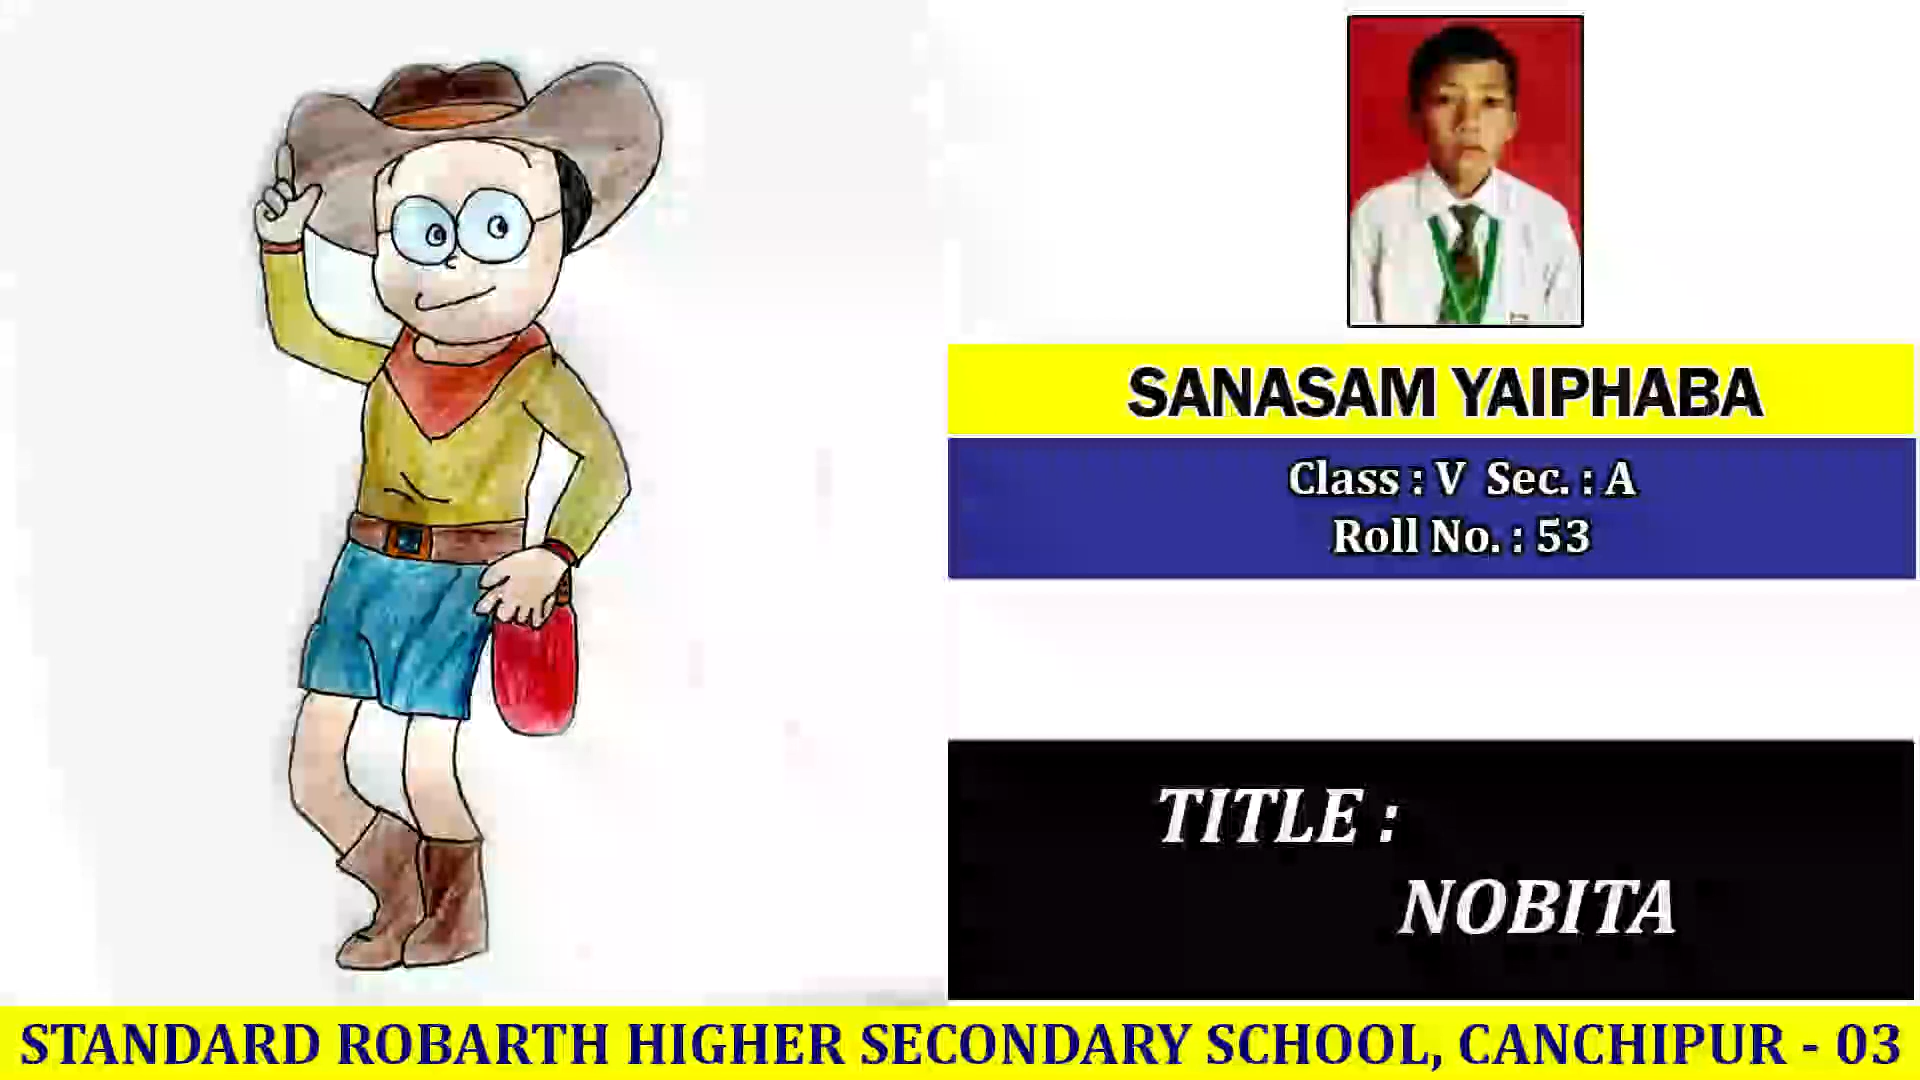 SANASAM YAIPHABA
Class : V Sec. : A
Roll No. : 53
TITLE :
NOBITA
STANDARD ROBARTH HIGHER SECONDARY SCHOOL, CANCHIPUR - 03